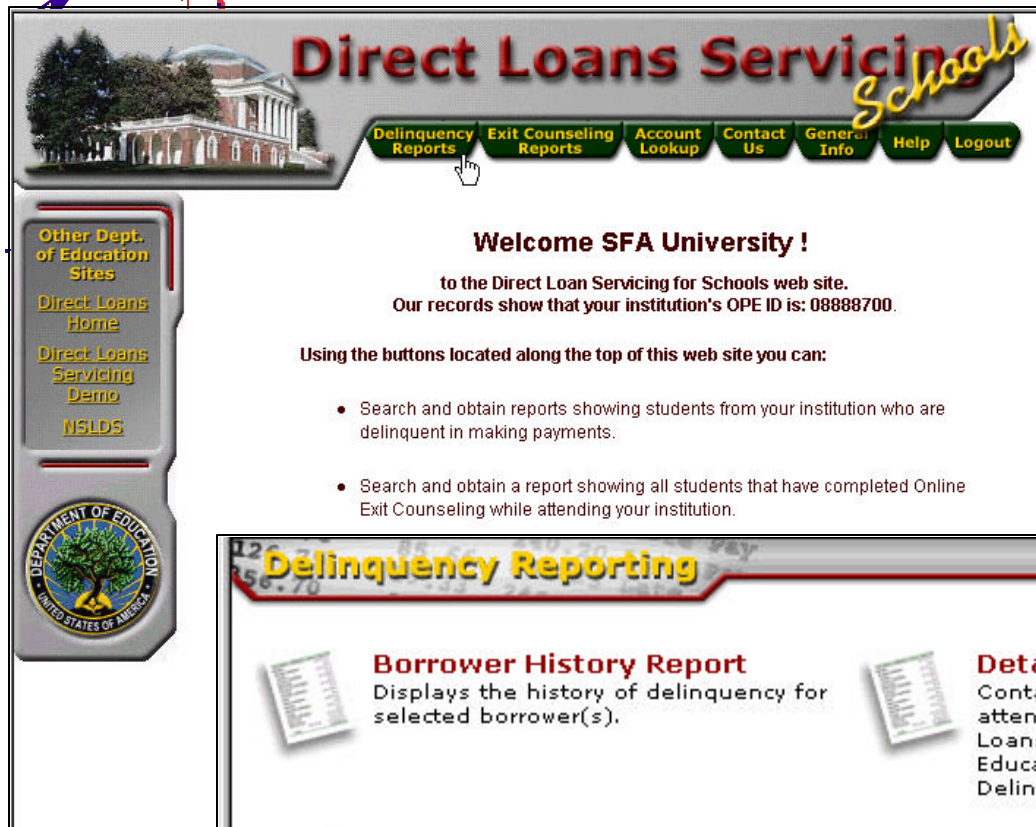 Direct Loans Servicing
Schools
Delinquency Reports
Exit Counseling Reports
Account Lookup
Contact Us
General Info
Help
Logout
Other Dept.
of Education
Sites
Direct Loans
Home
Direct Loans
Servicing
Demo
NSLDS
DEPARTMENT OF EDUCATION
UNITED STATES OF AMERICA
Welcome SFA University !
to the Direct Loan Servicing for Schools web site.
Our records show that your institution's OPE ID is: 08888700.
Using the buttons located along the top of this web site you can:
• Search and obtain reports showing students from your institution who are
delinquent in making payments.
• Search and obtain a report showing all students that have completed Online
Exit Counseling while attending your institution.
Delinquency Reporting
Borrower History Report
Displays the history of delinquency for
selected borrower(s).
Deta
Conta
atten
Loan
Educa
Delin